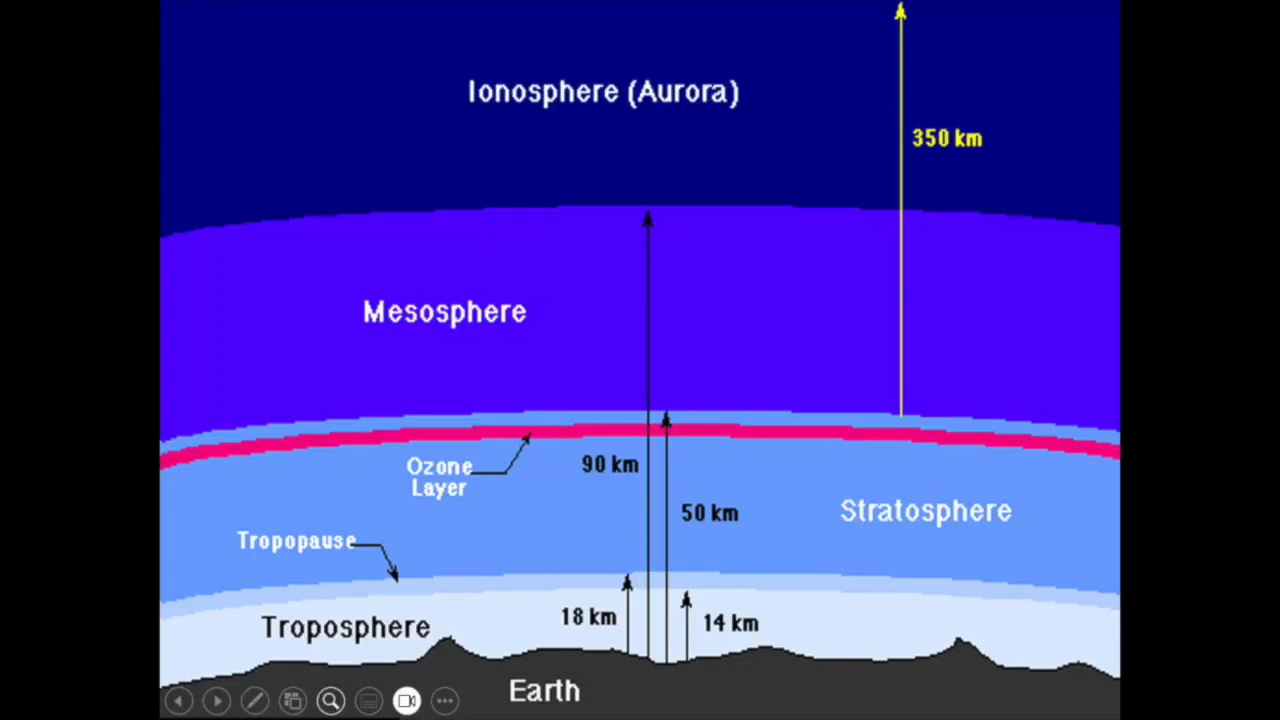 Ionosphere (Aurora)
350 km
Mesosphere
Ozone
Layer
90 km
50 km
Stratosphere
Tropopause
18 km
14 km
Troposphere
Earth